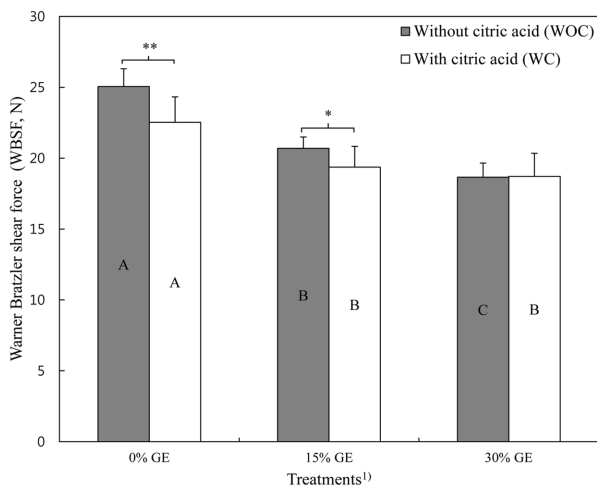 Warner Bratzler shear force (WBSF, N)
30
25
20
15
10
5
0
Without citric acid (WOC)
With citric acid (WC)
**
*
A
A
B
B
C
B
0% GE
15% GE
30% GE
Treatments1)